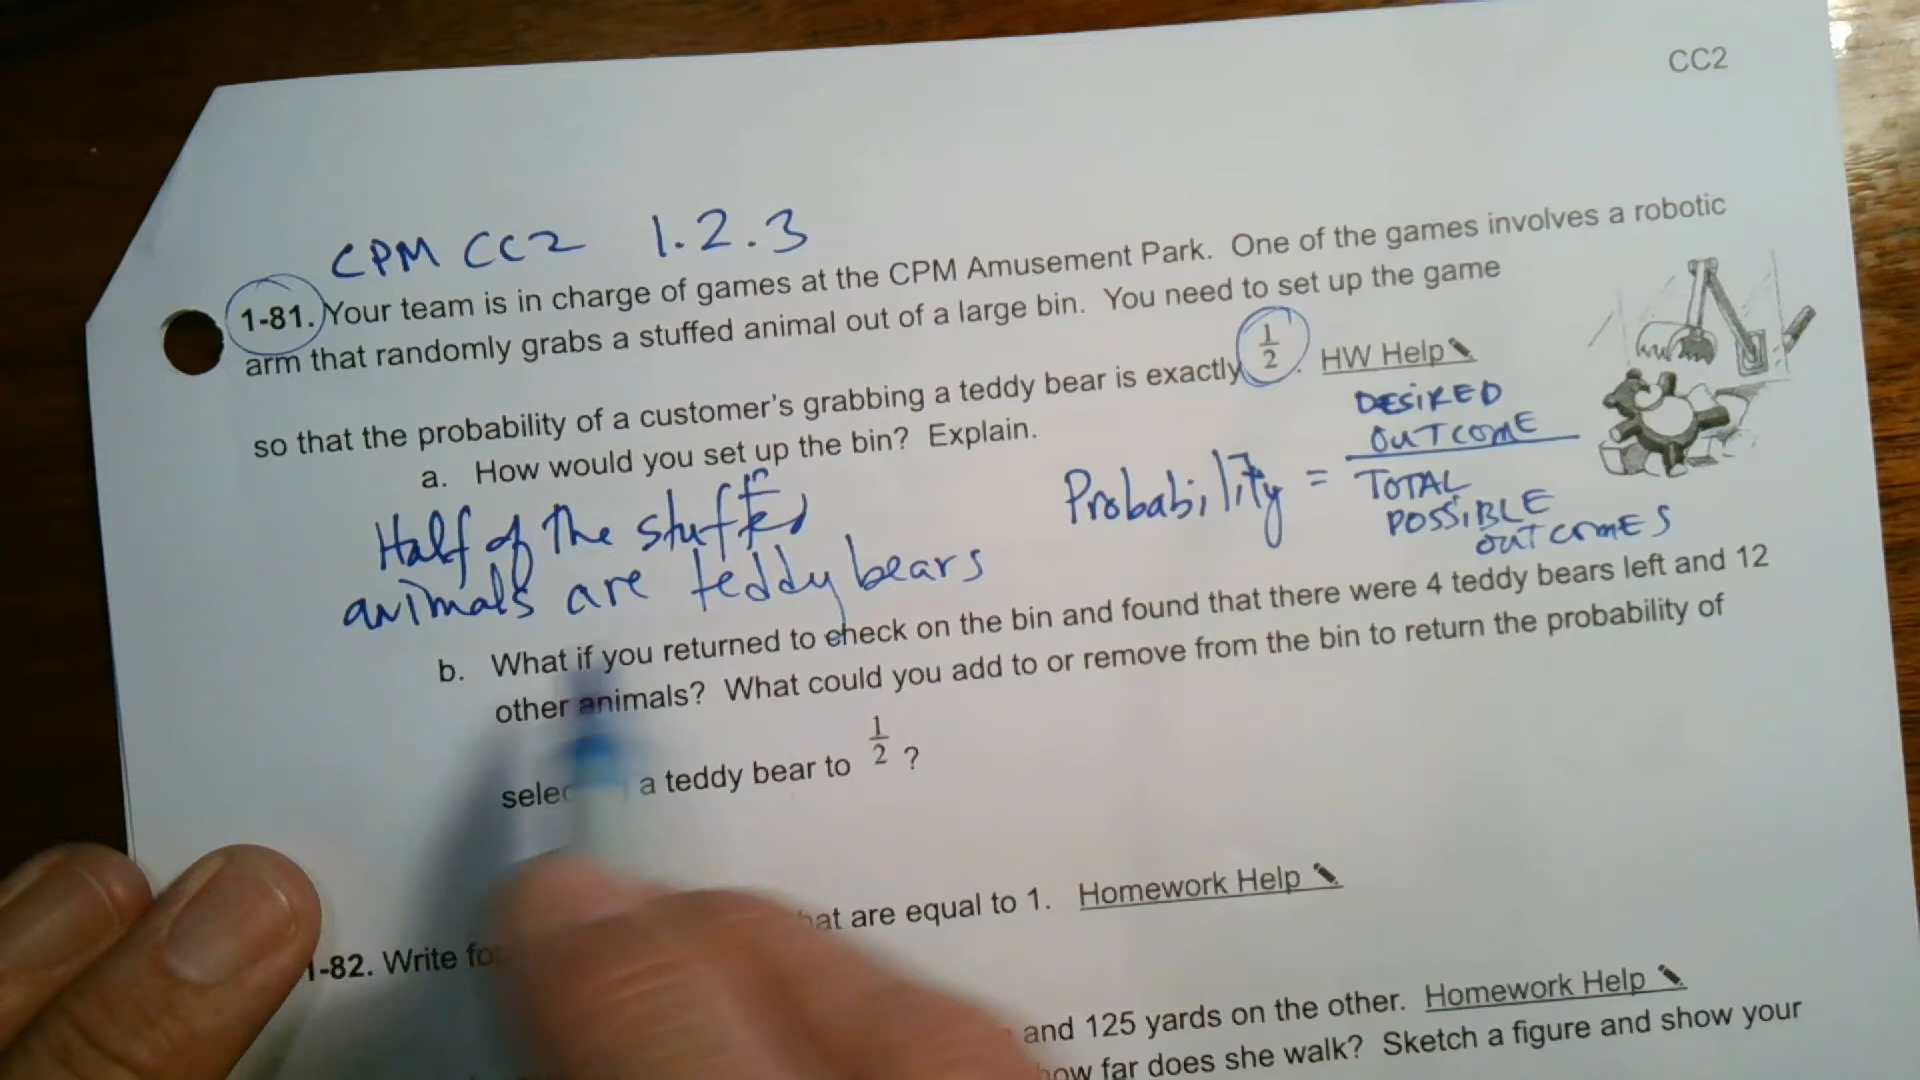 CC2
CPM CC2 1.2.3
1-81. Your team is in charge of games at the CPM Amusement Park. One of the games involves a robotic
arm that randomly grabs a stuffed animal out of a large bin. You need to set up the game
so that the probability of a customer's grabbing a teddy bear is exactly 1/2. HW Help
a. How would you set up the bin? Explain.
Half of the stuffed
animals are teddy bears
Probability = DESIRED OUTCOME
TOTAL
POSSIBLE
OUTCOMES
b. What if you returned to check on the bin and found that there were 4 teddy bears left and 12
other animals? What could you add to or remove from the bin to return the probability of
a teddy bear to 1/2 ?
1-82. Write are equal to 1. Homework Help
and 125 yards on the other. Homework Help
how far does she walk? Sketch a figure and show your